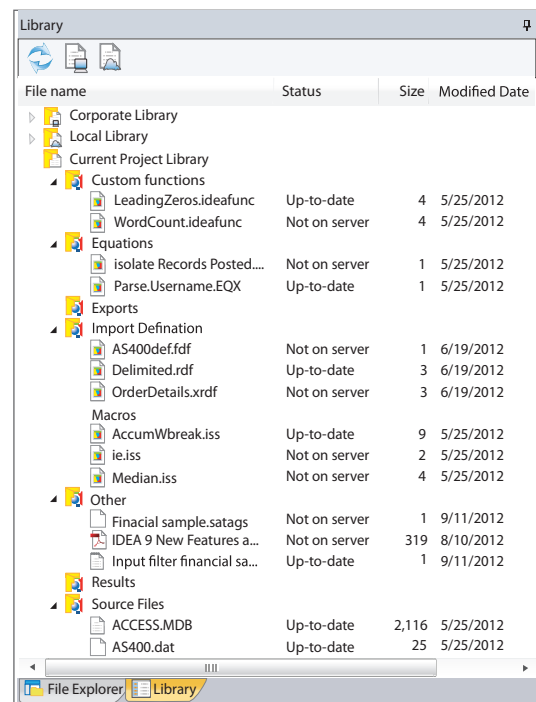 Library
File name Status Size Modified Date
Corporate Library
Local Library
Current Project Library
Custom functions
LeadingZeros.ideafunc Up-to-date 4 5/25/2012
WordCount.ideafunc Not on server 4 5/25/2012
Equations
isolate Records Posted.... Not on server 1 5/25/2012
Parse.Username.EQX Up-to-date 1 5/25/2012
Exports
Import Defination
AS400def.fdf Not on server 1 6/19/2012
Delimited.rdf Up-to-date 3 6/19/2012
OrderDetails.xrdf Not on server 3 6/19/2012
Macros
AccumWbreak.iss Up-to-date 9 5/25/2012
ie.iss Not on server 2 5/25/2012
Median.iss Not on server 4 5/25/2012
Other
Finacial sample.satags Not on server 1 9/11/2012
IDEA 9 New Features a... Not on server 319 8/10/2012
Input filter financial sa... Up-to-date 1 9/11/2012
Results
Source Files
ACCESS.MDB Up-to-date 2,116 5/25/2012
AS400.dat Up-to-date 25 5/25/2012
File Explorer Library